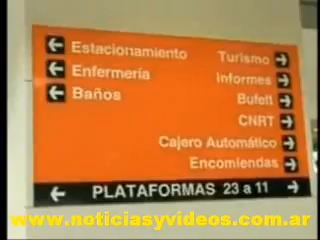 Estacionamiento
Enfermería
Baños
Turismo
Informes
Bufett
CNRT
Cajero Automático
Encomiendas
PLATAFORMAS 23 a 11
www.noticiasyvideos.com.ar